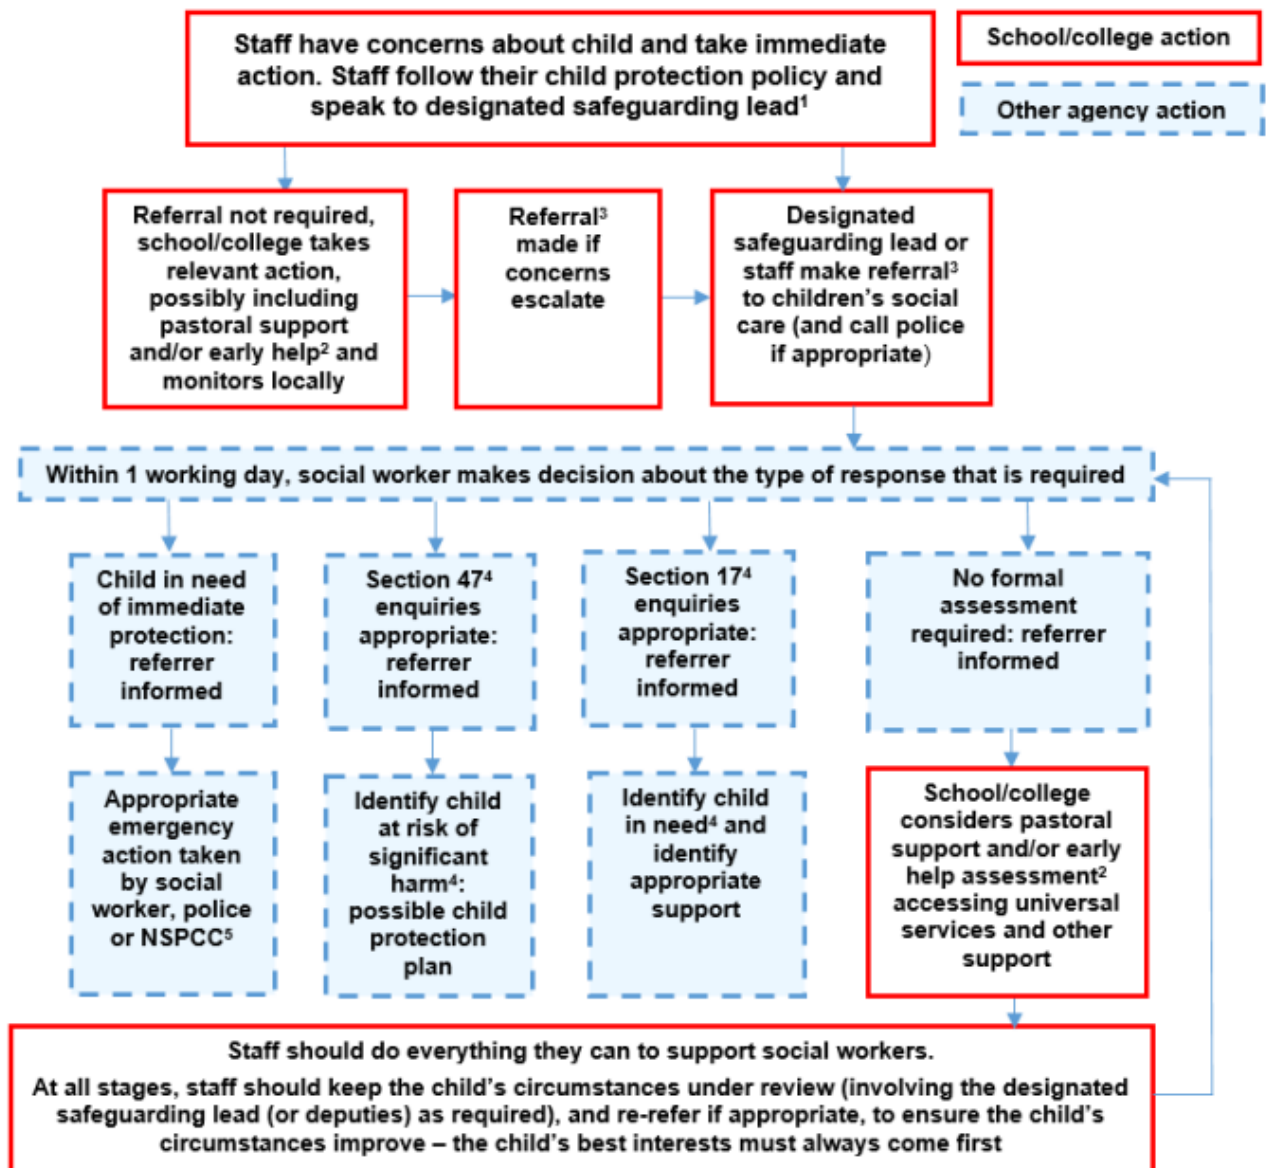 Staff have concerns about child and take immediate
action. Staff follow their child protection policy and
speak to designated safeguarding lead¹
School/college action
Other agency action
Referral not required,
school/college takes
relevant action,
possibly including
pastoral support
and/or early help² and
monitors locally
Referral³
made if
concerns
escalate
Designated
safeguarding lead or
staff make referral³
to children’s social
care (and call police
if appropriate)
Within 1 working day, social worker makes decision about the type of response that is required
Child in need
of immediate
protection:
referrer
informed
Section 47⁴
enquiries
appropriate:
referrer
informed
Section 17⁴
enquiries
appropriate:
referrer
informed
No formal
assessment
required: referrer
informed
Appropriate
emergency
action taken
by social
worker, police
or NSPCC⁵
Identify child
at risk of
significant
harm⁴:
possible child
protection
plan
Identify child
in need⁴ and
identify
appropriate
support
School/college
considers pastoral
support and/or early
help assessment²
accessing universal
services and other
support
Staff should do everything they can to support social workers.
At all stages, staff should keep the child’s circumstances under review (involving the designated
safeguarding lead (or deputies) as required), and re-refer if appropriate, to ensure the child’s
circumstances improve – the child’s best interests must always come first